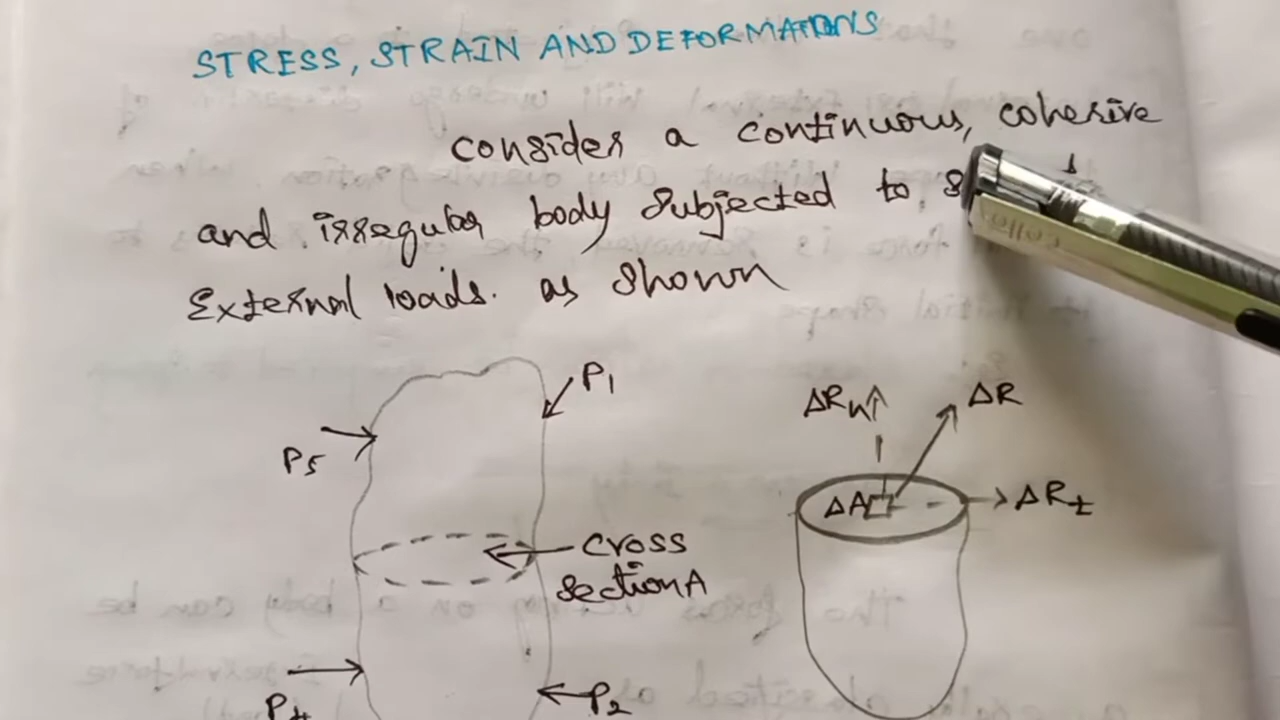 STRESS, STRAIN AND DEFORMATIONS
consider a continuous, cohesive
and irregular body subjected to
External loads. as shown
P₁
P₅
ΔRn
ΔR
ΔA
ΔRt
cross
section A
P₄
P₂